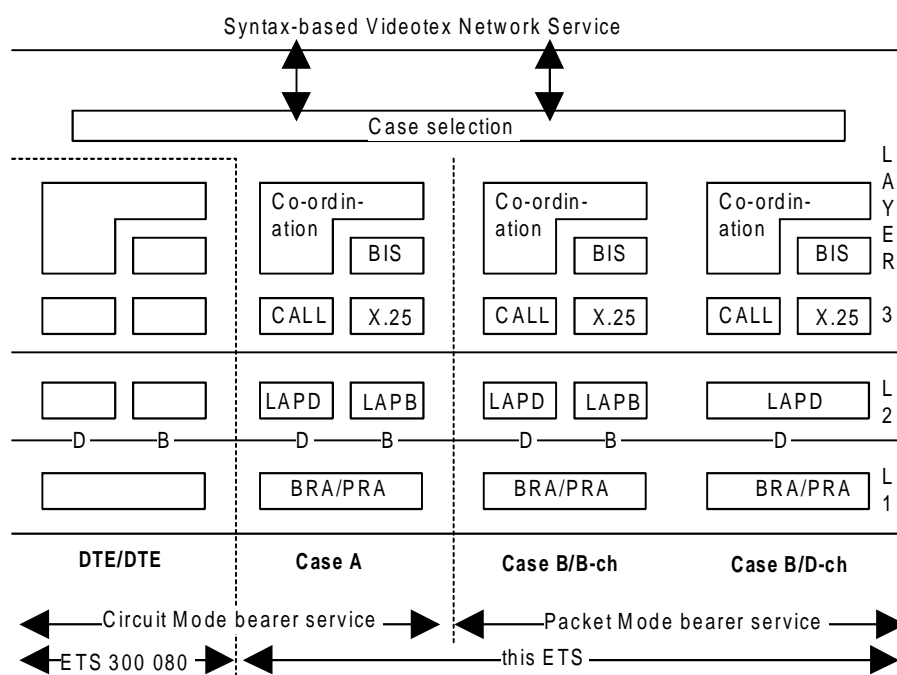 Syntax-based Videotex Network Service
Case selection
L
A
Y
E
R
3
Co-ordin-
ation
BIS
Co-ordin-
ation
BIS
Co-ordin-
ation
BIS
CALL X.25 CALL X.25 CALL X.25
LAPD LAPB LAPD LAPB LAPD
L
2
D B D B D B D
BRA/PRA BRA/PRA BRA/PRA
L
1
DTE/DTE Case A Case B/B-ch Case B/D-ch
Circuit Mode bearer service Packet Mode bearer service
ETS 300 080 this ETS